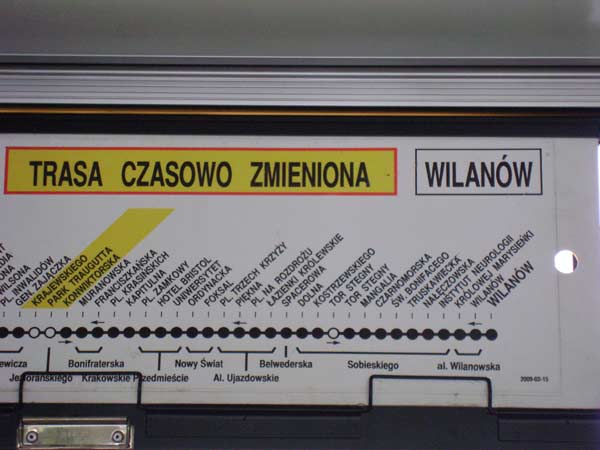 TRASA CZASOWO ZMIENIONA
WILANÓW
PL. INWALIDÓW
GEN. ZAJĄCZKA
KRAJEWSKIEGO
PARK TRAUGUTTA
KONWIKTORSKA
MURANOWSKA
FRANCISZKAŃSKA
PL. KRASIŃSKICH
KAPITULNA
PL. ZAMKOWY
HOTEL BRISTOL
UNIWERSYTET
ORDYNACKA
FOKSAL
PL. TRZECH KRZYŻY
PIĘKNA
PL. NA ROZDROŻU
ŁAZIENKI KRÓLEWSKIE
SPACEROWA
DOLNA
KOSTRZEWSKIEGO
TOR STEGNY
TOR STEGNY
MANGALIA
CZARNOMORSKA
ŚW. BONIFACEGO
TRUSKAWIECKA
NAŁĘCZOWSKA
INSTYTUT NEUROLOGII
KRÓLOWEJ MARYSIEŃKI
WILANÓW
WILANÓW
ewicza
Bonifraterska
Nowy Świat
Belwederska
Sobieskiego
al. Wilanowska
Jeziorańskiego
Krakowskie Przedmieście
Al. Ujazdowskie
2009-03-15